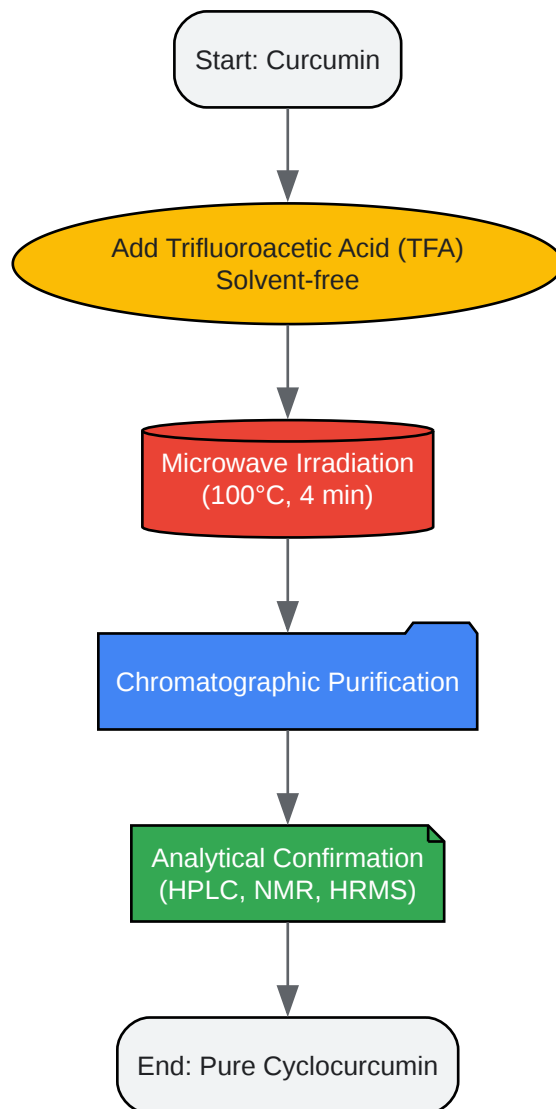 Start: Curcumin
Add Trifluoroacetic Acid (TFA)
Solvent-free
Microwave Irradiation
(100°C, 4 min)
Chromatographic Purification
Analytical Confirmation
(HPLC, NMR, HRMS)
End: Pure Cyclocurcumin